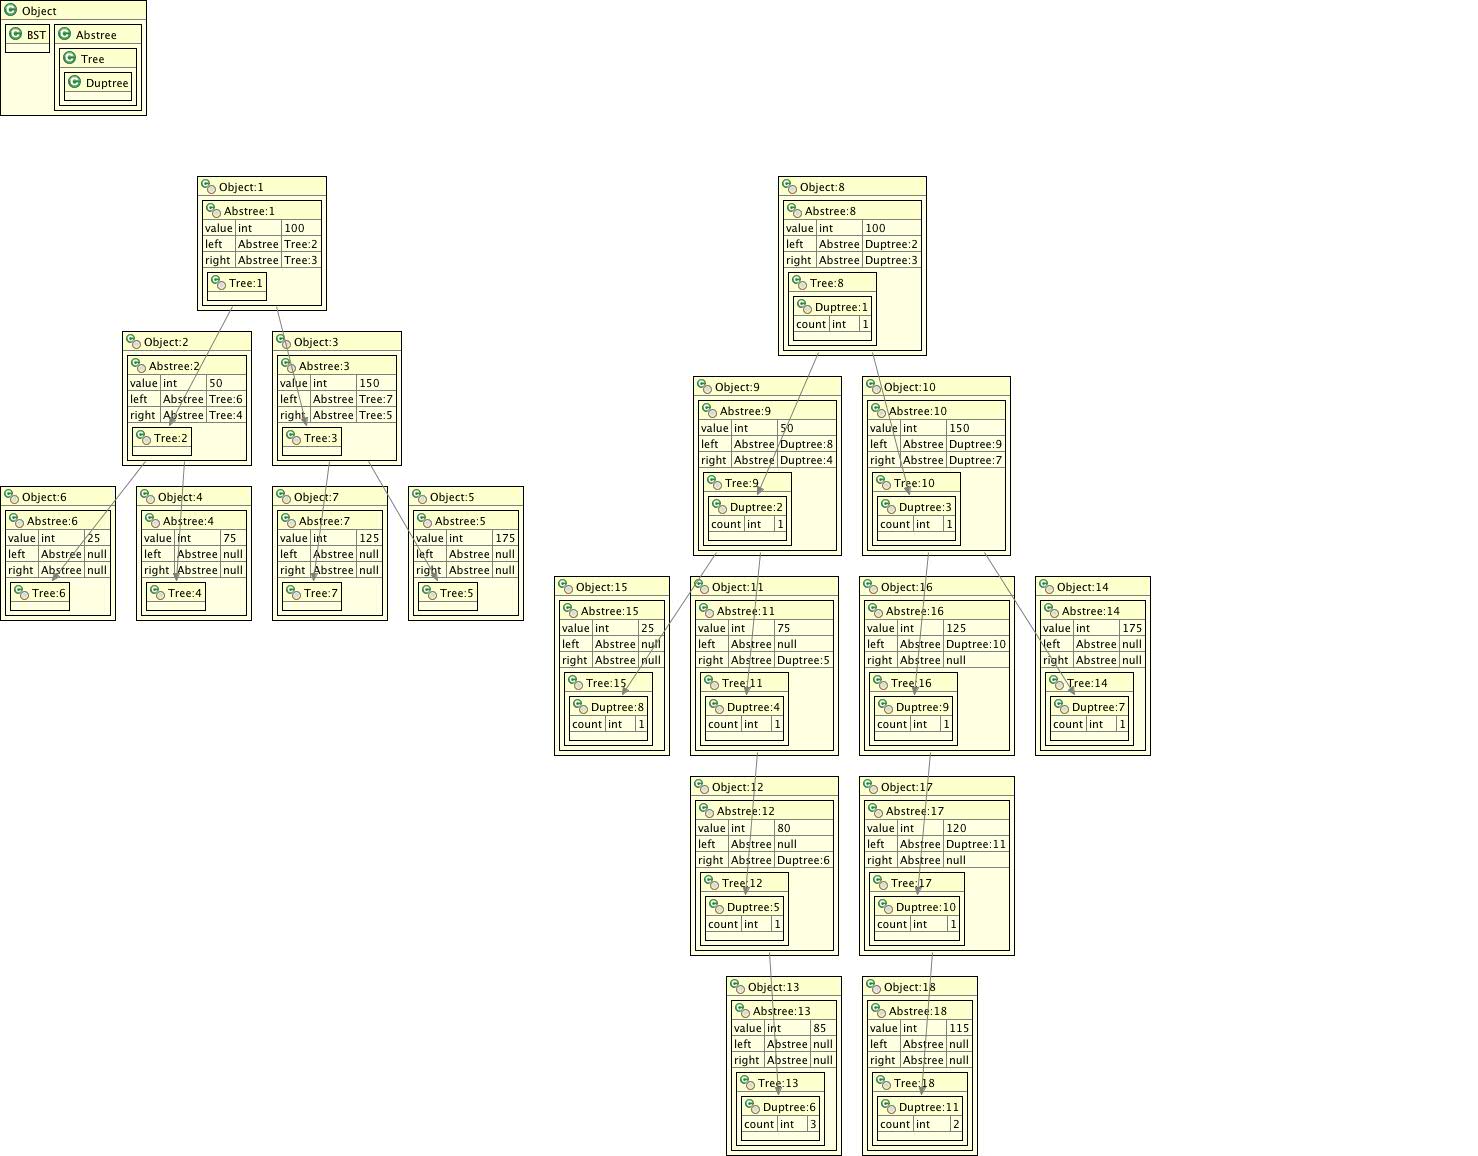 Object
BST
Abstree
Tree
Duptree
Object:1
Abstree:1
value int 100
left Abstree Tree:2
right Abstree Tree:3
Tree:1
Object:2
Abstree:2
value int 50
left Abstree Tree:6
right Abstree Tree:4
Tree:2
Object:3
Abstree:3
value int 150
left Abstree Tree:7
right Abstree Tree:5
Tree:3
Object:6
Abstree:6
value int 25
left Abstree null
right Abstree null
Tree:6
Object:4
Abstree:4
value int 75
left Abstree null
right Abstree null
Tree:4
Object:7
Abstree:7
value int 125
left Abstree null
right Abstree null
Tree:7
Object:5
Abstree:5
value int 175
left Abstree null
right Abstree null
Tree:5
Object:8
Abstree:8
value int 100
left Abstree Duptree:2
right Abstree Duptree:3
Tree:8
Duptree:1
count int 1
Object:9
Abstree:9
value int 50
left Abstree Duptree:8
right Abstree Duptree:4
Tree:9
Duptree:2
count int 1
Object:10
Abstree:10
value int 150
left Abstree Duptree:9
right Abstree Duptree:7
Tree:10
Duptree:3
count int 1
Object:15
Abstree:15
value int 25
left Abstree null
right Abstree null
Tree:15
Duptree:8
count int 1
Object:11
Abstree:11
value int 75
left Abstree null
right Abstree Duptree:5
Tree:11
Duptree:4
count int 1
Object:16
Abstree:16
value int 125
left Abstree Duptree:10
right Abstree null
Tree:16
Duptree:9
count int 1
Object:14
Abstree:14
value int 175
left Abstree null
right Abstree null
Tree:14
Duptree:7
count int 1
Object:12
Abstree:12
value int 80
left Abstree null
right Abstree Duptree:6
Tree:12
Duptree:5
count int 1
Object:17
Abstree:17
value int 120
left Abstree Duptree:11
right Abstree null
Tree:17
Duptree:10
count int 1
Object:13
Abstree:13
value int 85
left Abstree null
right Abstree null
Tree:13
Duptree:6
count int 3
Object:18
Abstree:18
value int 115
left Abstree null
right Abstree null
Tree:18
Duptree:11
count int 2